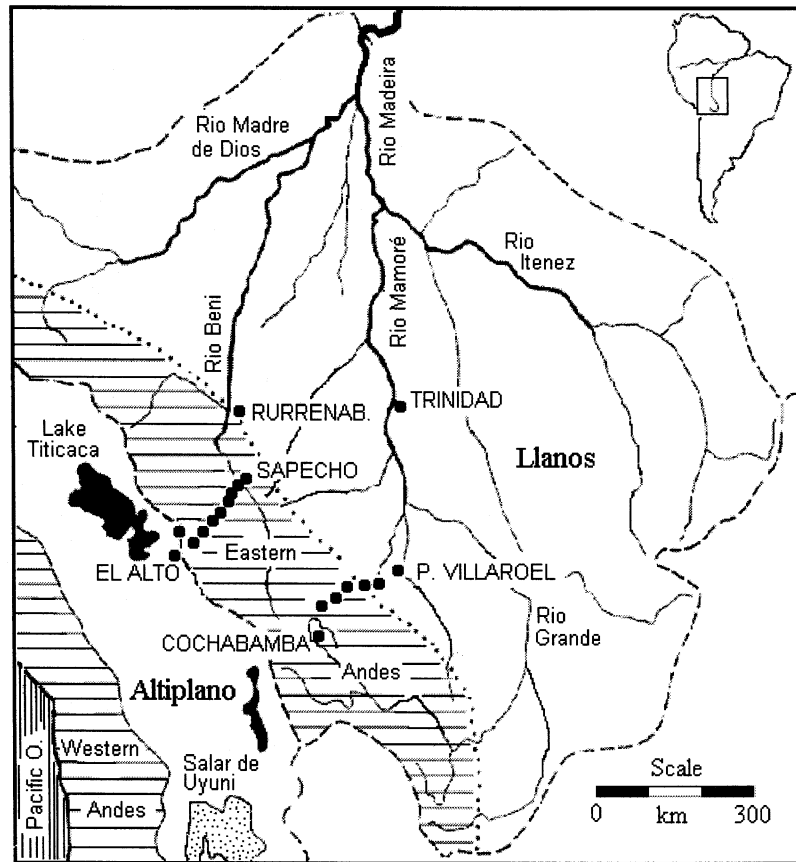 Rio Madeira
Rio Madre
de Dios
Rio
Itenez
Rio Beni
Rio Mamoré
RURRENAB.
TRINIDAD
Lake
Titicaca
SAPECHO
Llanos
Eastern
EL ALTO
P. VILLAROEL
Rio
Grande
COCHABAMBA
Andes
Altiplano
Western
Salar de
Uyuni
Pacific O.
Andes
Scale
0 km 300